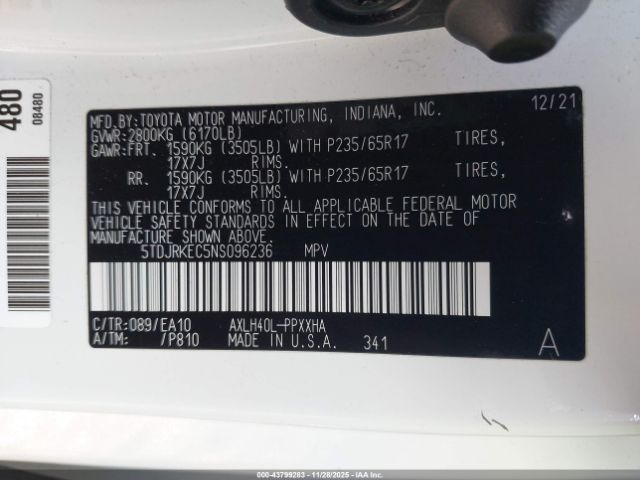 480
08480
MFD.BY:TOYOTA MOTOR MANUFACTURING, INDIANA, INC. 12/21
GVWR:2800KG (6170LB)
GAWR:FRT. 1590KG (3505LB) WITH P235/65R17 TIRES,
17X7J RIMS.
RR. 1590KG (3505LB) WITH P235/65R17 TIRES,
17X7J RIMS.
THIS VEHICLE CONFORMS TO ALL APPLICABLE FEDERAL MOTOR
VEHICLE SAFETY STANDARDS IN EFFECT ON THE DATE OF
MANUFACTURE SHOWN ABOVE.
5TDJRKEC5NS096236 MPV
C/TR:089/EA10 AXLH40L-PPXXHA
A/TM: /P810 MADE IN U.S.A. 341 A
000-43799283 - 11/28/2025 - IAAI.COM